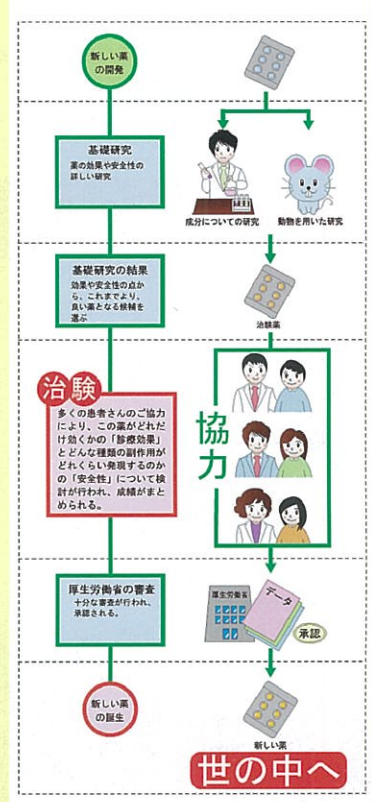 新しい薬
の開発
基礎研究
薬の効果や安全性の
詳しい研究
成分についての研究
動物を用いた研究
基礎研究の結果
効果や安全性の点
から、これまでより、
良い薬となる候補を
選ぶ
治験薬
治験
多くの患者さんのご協力
により、この薬がどれだ
け効くかの「診療効果」
とどんな種類の副作用が
どれくらい発現するのか
の「安全性」について検
討が行われ、成績がまと
められる。
協力
厚生労働省の審査
十分な審査が行われ、
承認される。
厚生労働省
データ
承認
新しい薬
の誕生
新しい薬
世の中へ